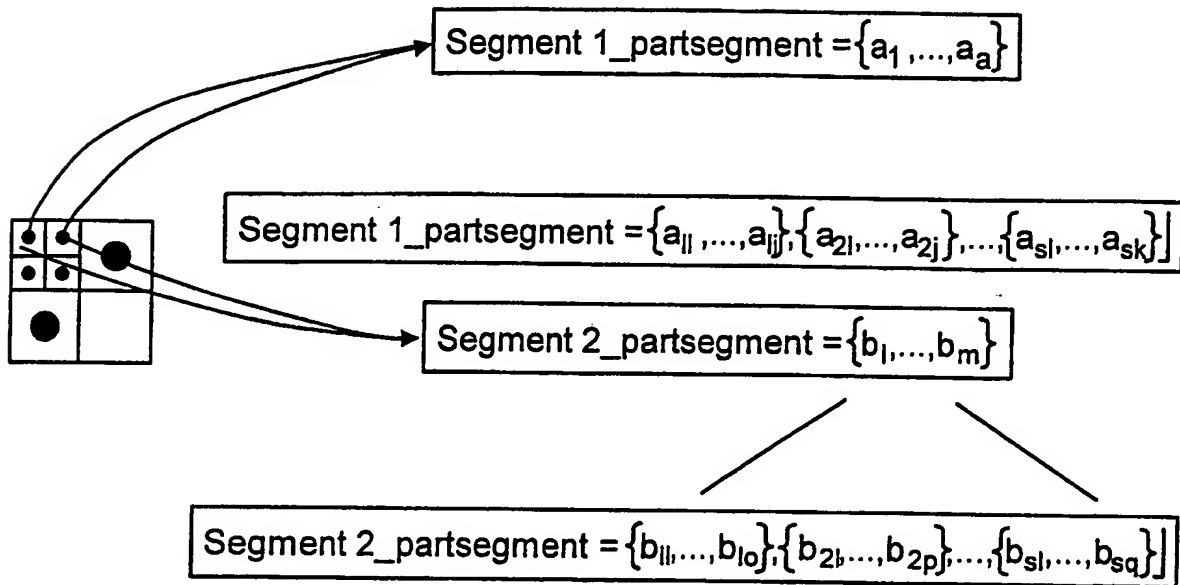 Segment 1_partsegment ={a1 ,...,aa}
Segment 1_partsegment ={all ,...,alj},{a2l,...,a2j},...,{asl,...,ask}⌋
Segment 2_partsegment ={bl,...,bm}
Segment 2_partsegment = {bll,...,blo},{b2l,...,b2p},...,{bsl,...,bsq}⌋